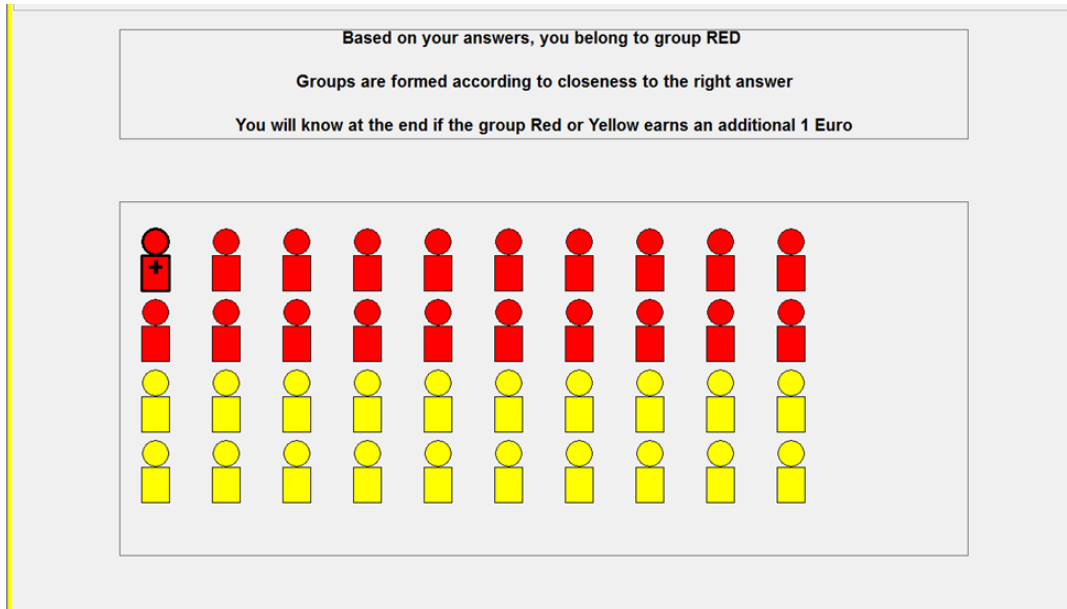 Based on your answers, you belong to group RED
Groups are formed according to closeness to the right answer
You will know at the end if the group Red or Yellow earns an additional 1 Euro
+